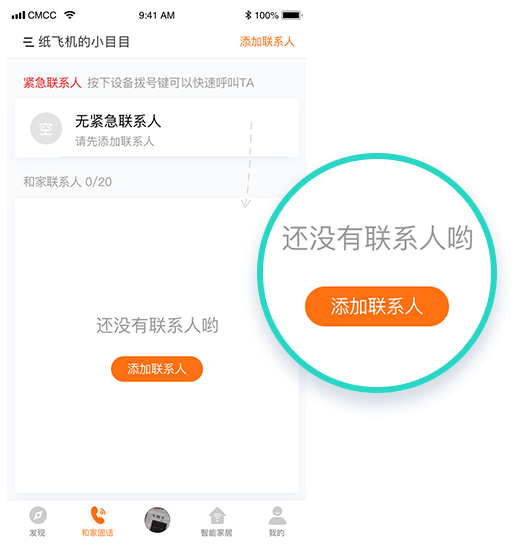 CMCC 9:41 AM 100%
纸飞机的小目目 添加联系人
紧急联系人 按下设备拨号键可以快速呼叫TA
空 无紧急联系人
请先添加联系人
和家联系人 0/20
还没有联系人哟
添加联系人
还没有联系人哟
添加联系人
发现 和家固话 智能家居 我的